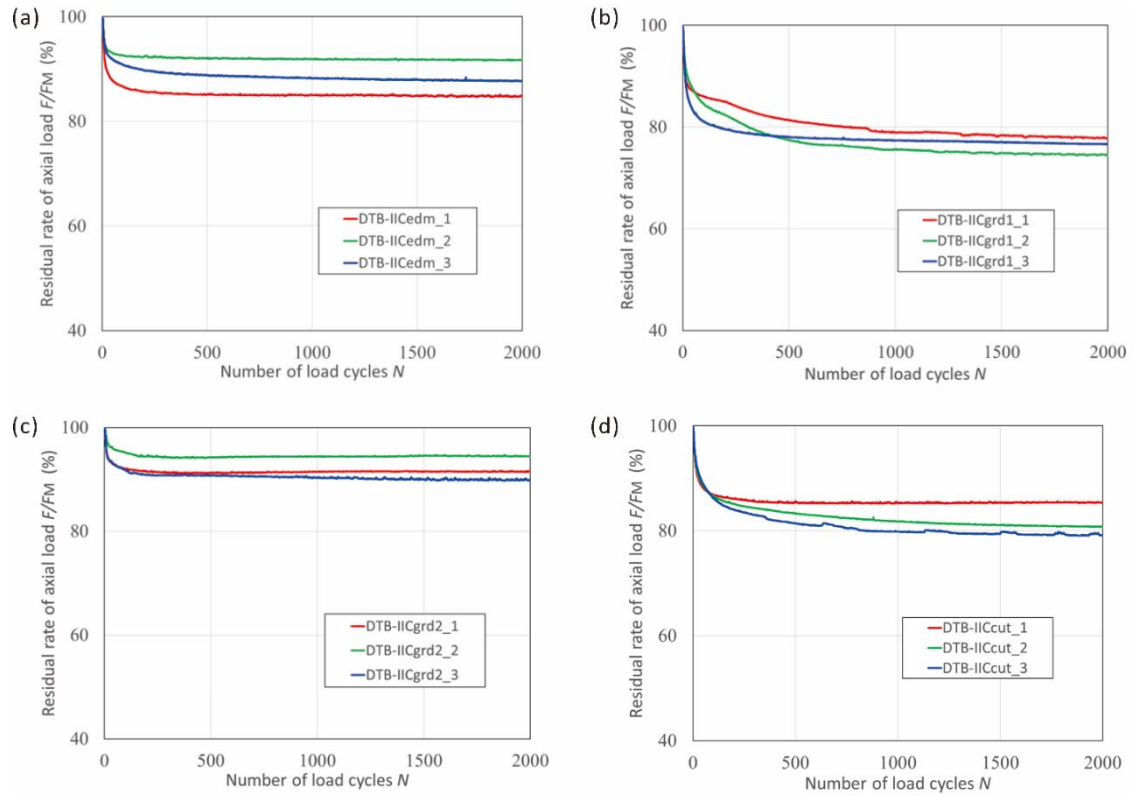 (a)
100
80
60
40
Residual rate of axial load F/FM (%)
DTB-IICedm_1
DTB-IICedm_2
DTB-IICedm_3
0 500 1000 1500 2000
Number of load cycles N
(b)
100
80
60
40
Residual rate of axial load F/FM (%)
DTB-IICgrd1_1
DTB-IICgrd1_2
DTB-IICgrd1_3
0 500 1000 1500 2000
Number of load cycles N
(c)
100
80
60
40
Residual rate of axial load F/FM (%)
DTB-IICgrd2_1
DTB-IICgrd2_2
DTB-IICgrd2_3
0 500 1000 1500 2000
Number of load cycles N
(d)
100
80
60
40
Residual rate of axial load F/FM (%)
DTB-IICcut_1
DTB-IICcut_2
DTB-IICcut_3
0 500 1000 1500 2000
Number of load cycles N